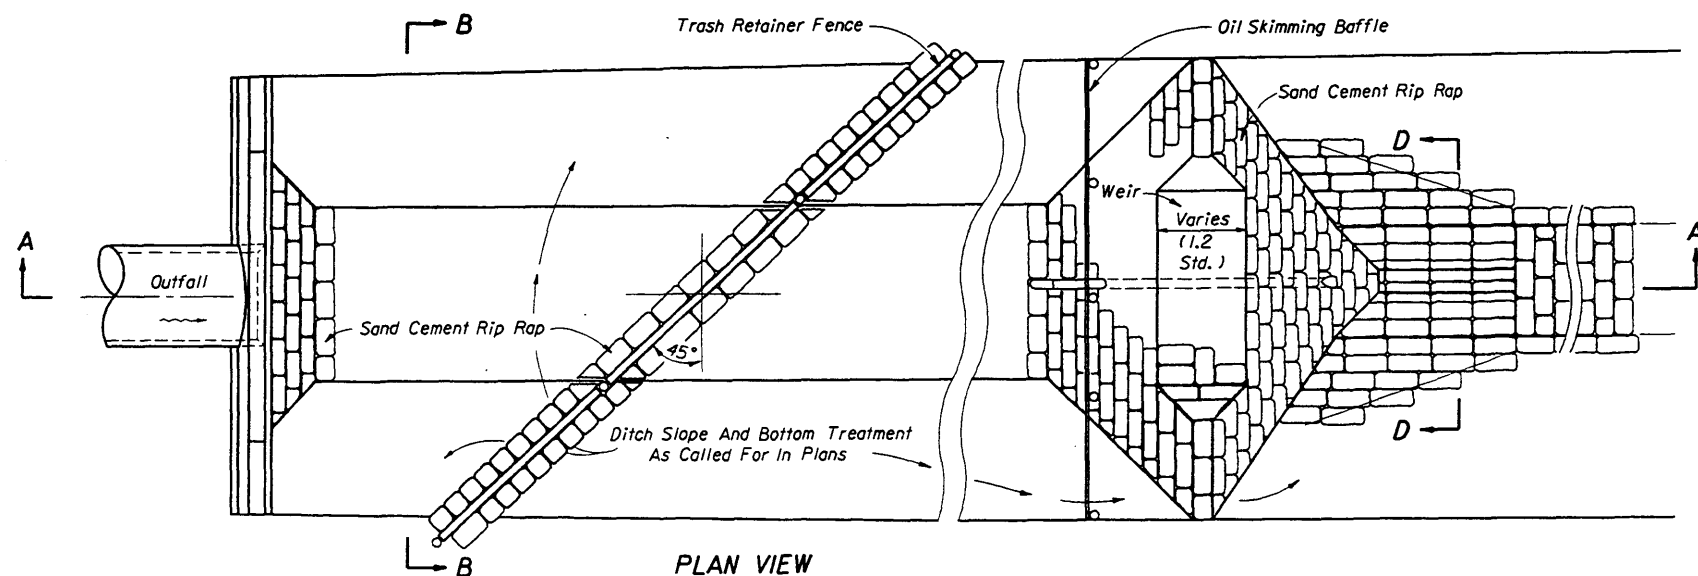 B
Trash Retainer Fence
Oil Skimming Baffle
Sand Cement Rip Rap
D
Weir
Varies
(1.2
Std.)
A
A
Outfall
Sand Cement Rip Rap
45°
D
Ditch Slope And Bottom Treatment
As Called For In Plans
B
PLAN VIEW